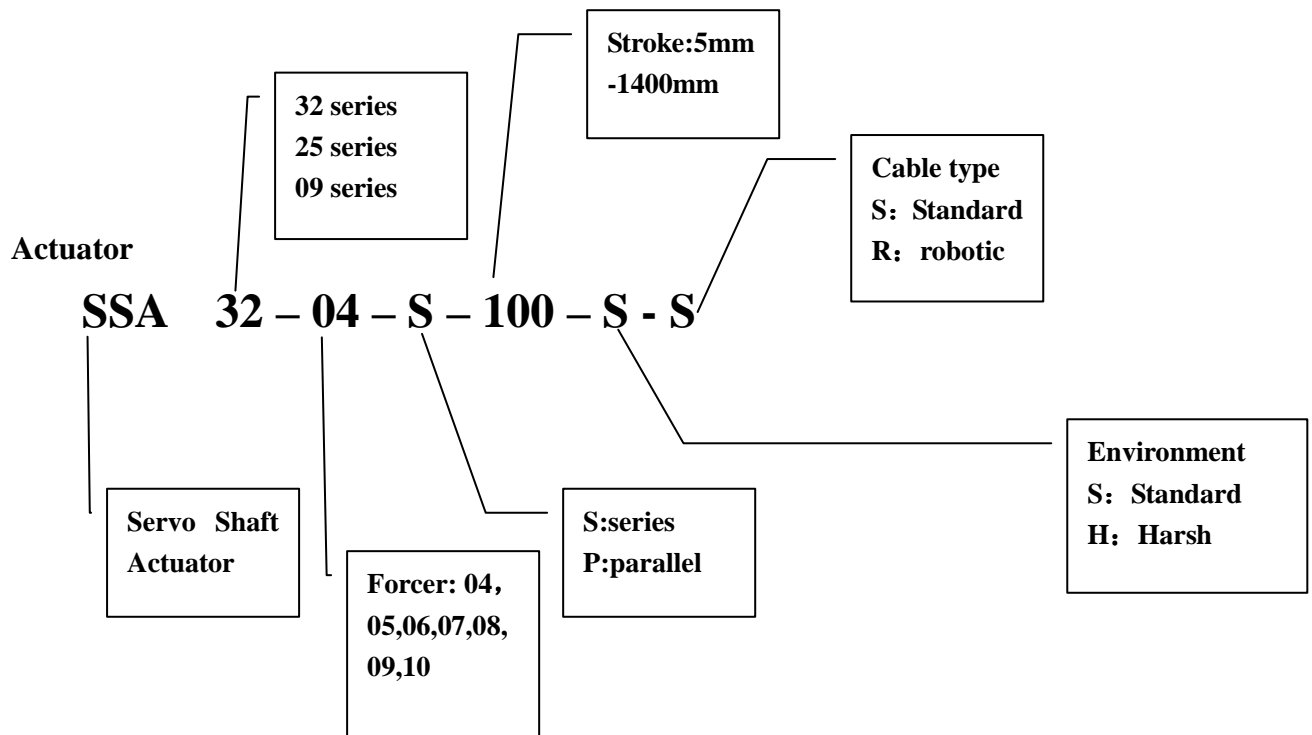 Stroke:5mm
-1400mm
32 series
25 series
09 series
Cable type
S：Standard
R：robotic
Actuator
SSA 32 – 04 – S – 100 – S - S
Environment
S：Standard
H：Harsh
Servo Shaft
Actuator
S:series
P:parallel
Forcer: 04，
05,06,07,08,
09,10